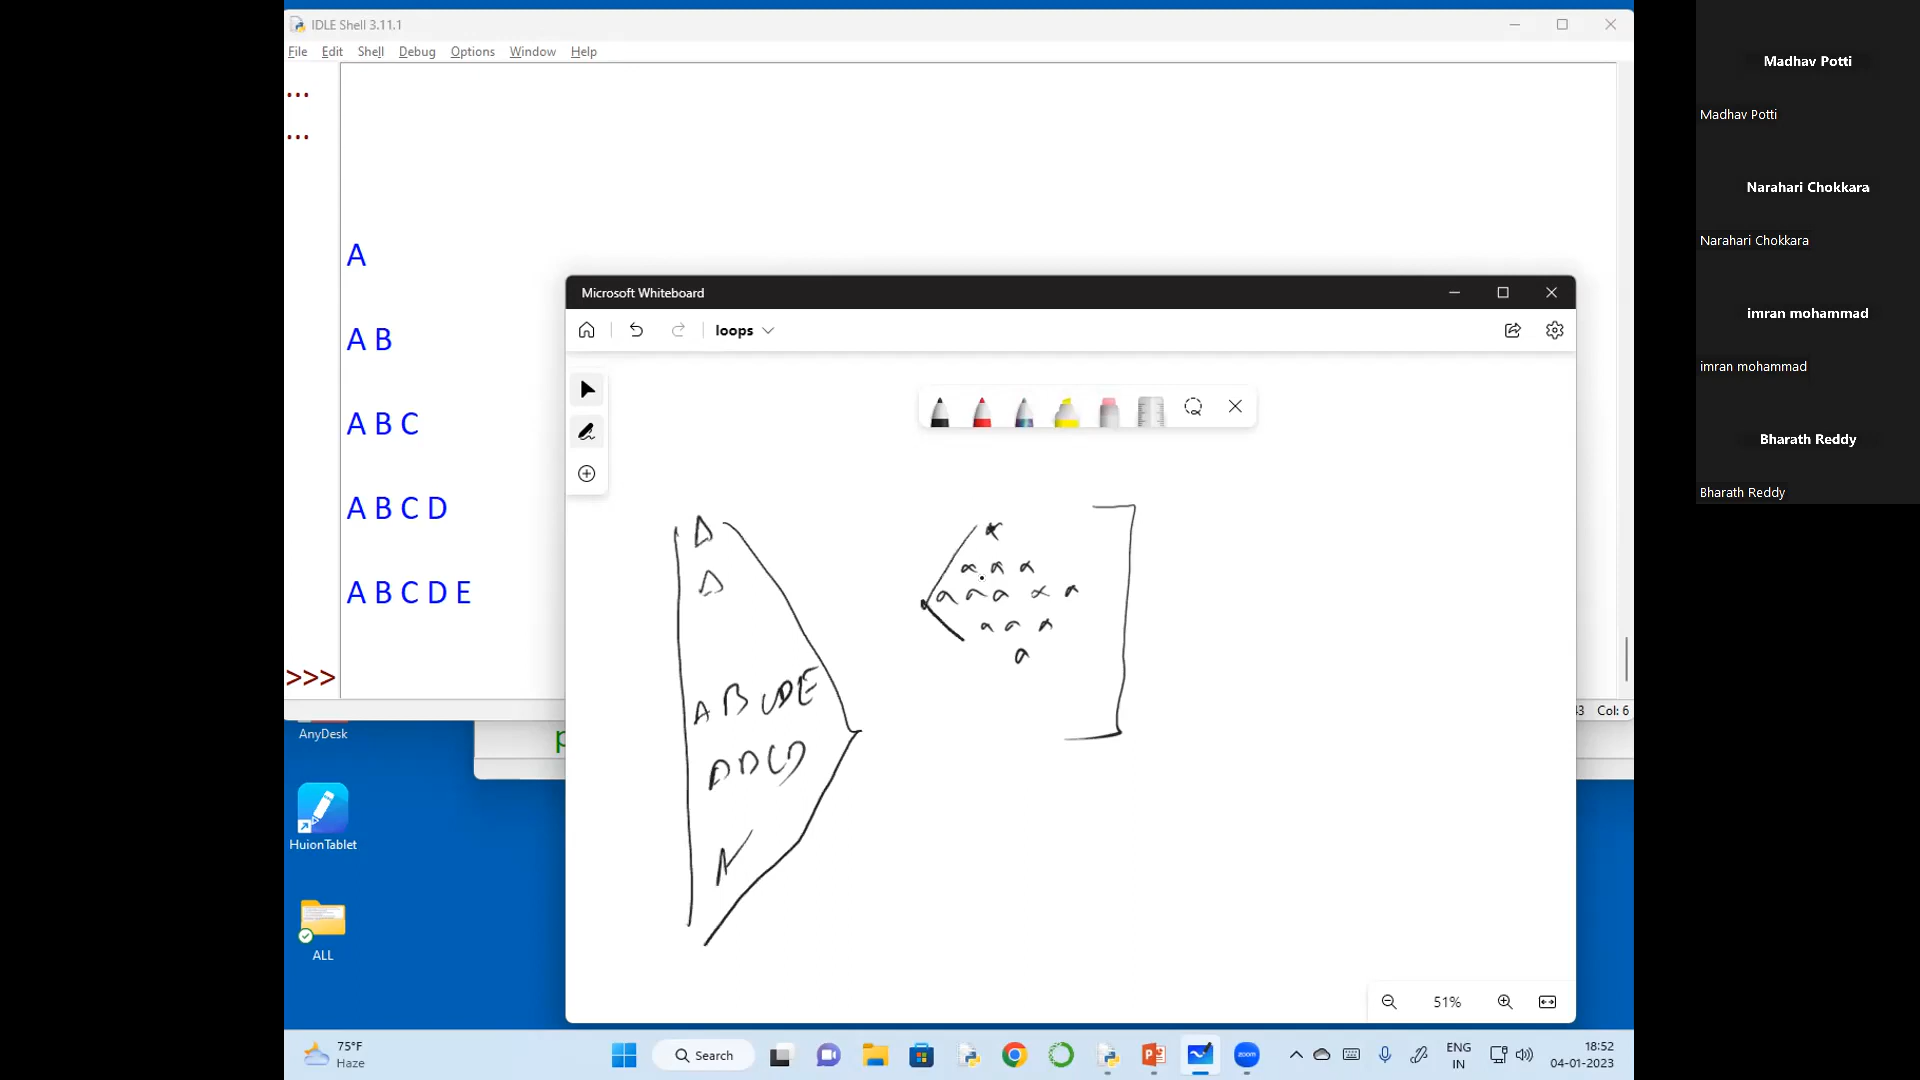 IDLE Shell 3.11.1
File Edit Shell Debug Options Window Help
...
...
A
A B
A B C
A B C D
A B C D E
>>>
Col: 6
Microsoft Whiteboard
loops
A B C D E
51%
AnyDesk
HuionTablet
ALL
75°F
Haze
Search
zoom
ENG
IN
18:52
04-01-2023
Madhav Potti
Madhav Potti
Narahari Chokkara
Narahari Chokkara
imran mohammad
imran mohammad
Bharath Reddy
Bharath Reddy